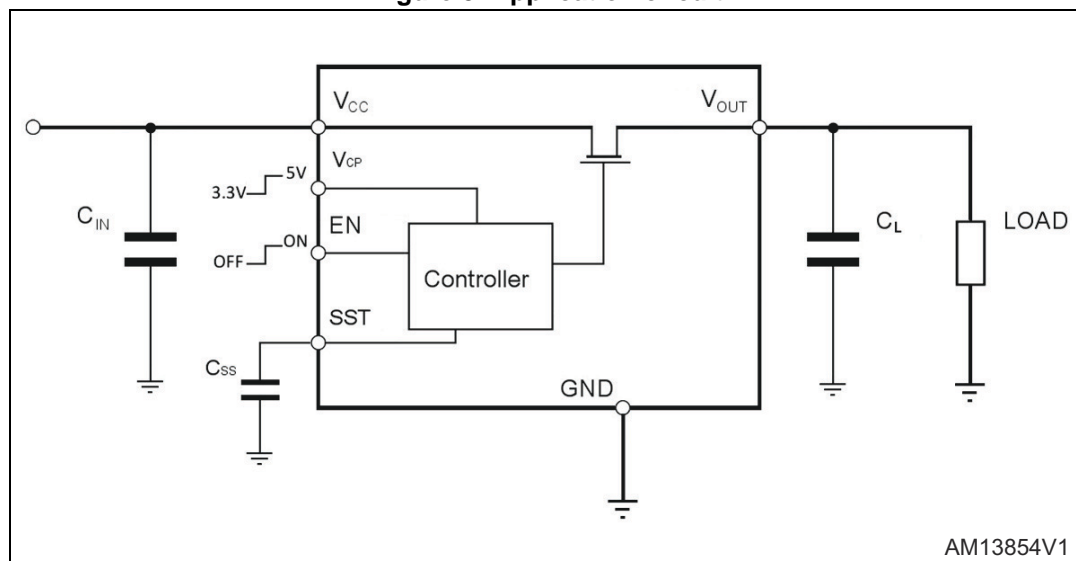 VCC
VOUT
VCP
3.3V
5V
CIN
EN
OFF
ON
CL
LOAD
Controller
SST
CSS
GND
AM13854V1